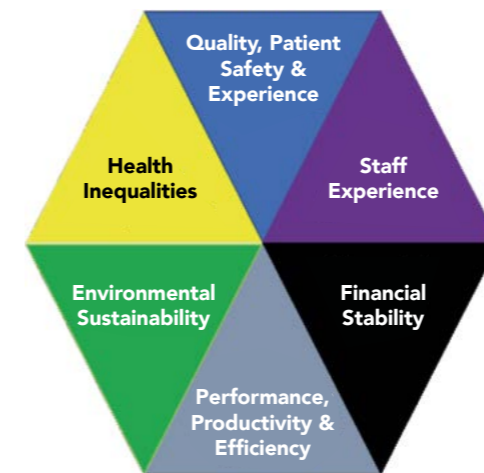 Quality, Patient
Safety &
Experience
Health
Inequalities
Staff
Experience
Environmental
Sustainability
Financial
Stability
Performance,
Productivity &
Efficiency